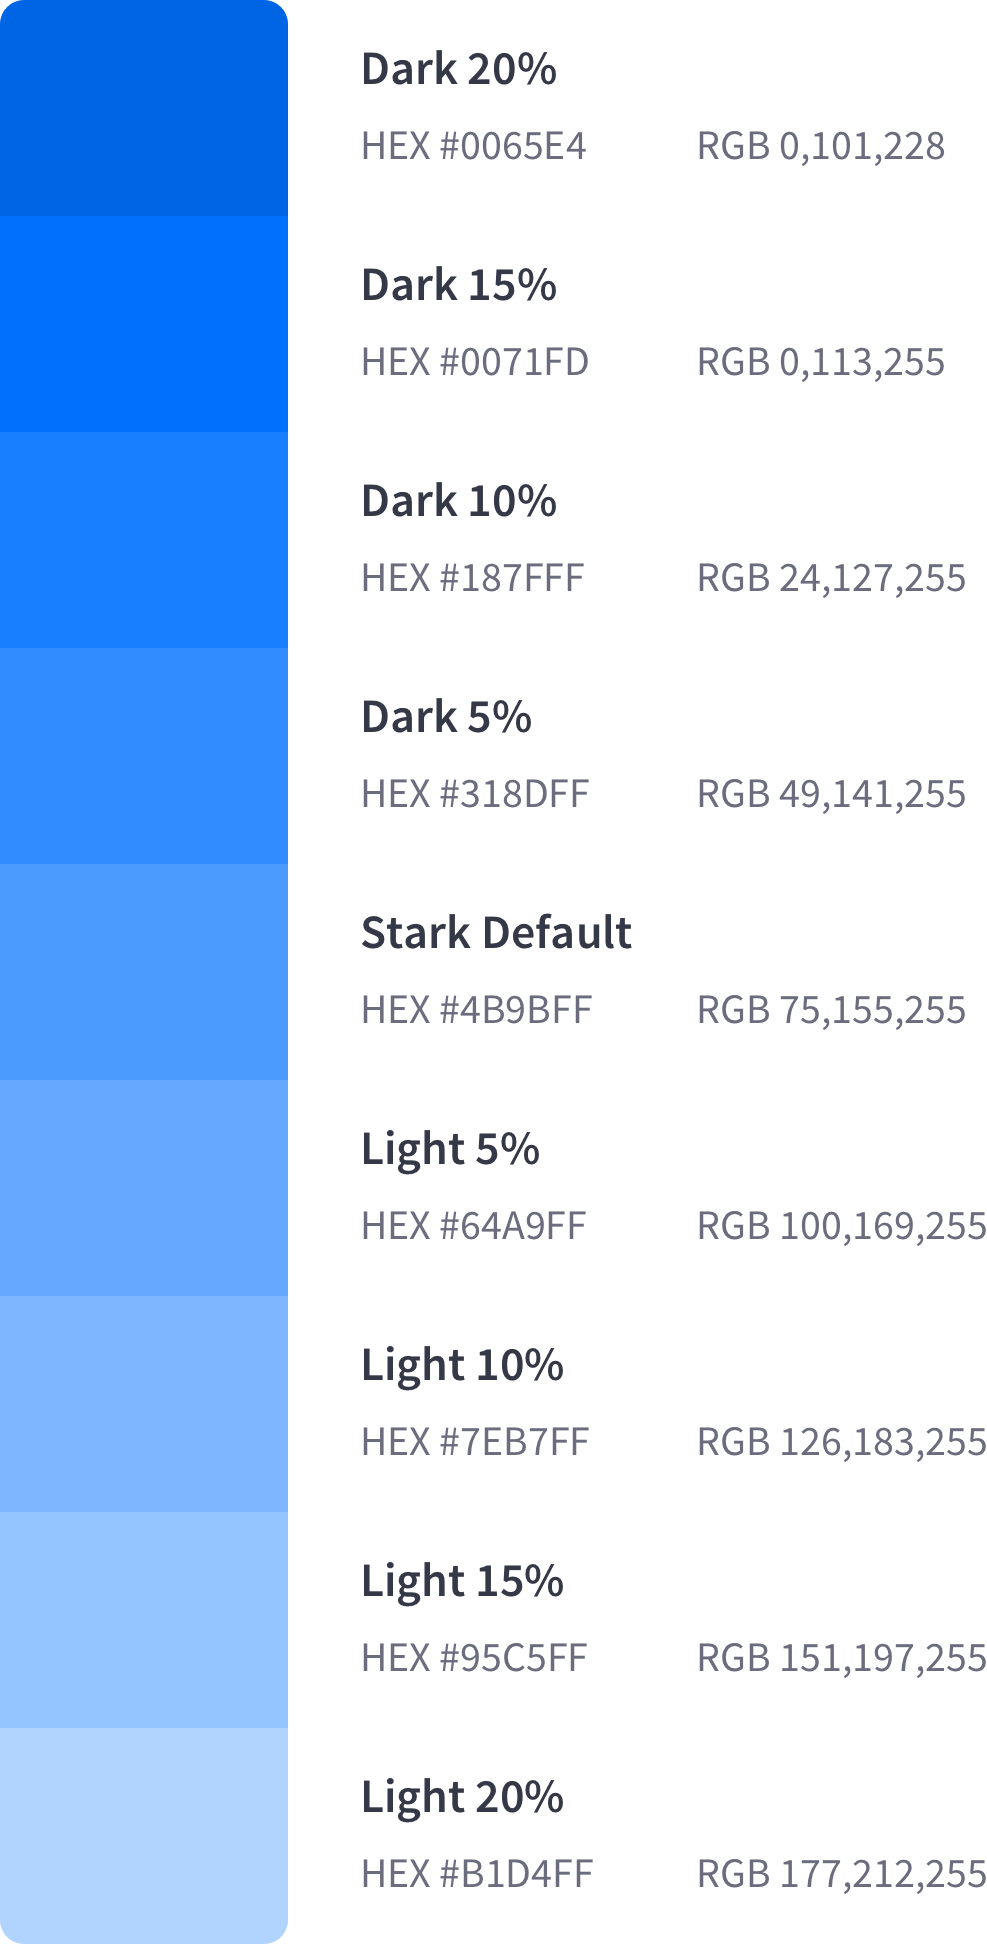 Dark 20%
HEX #0065E4 RGB 0,101,228
Dark 15%
HEX #0071FD RGB 0,113,255
Dark 10%
HEX #187FFF RGB 24,127,255
Dark 5%
HEX #318DFF RGB 49,141,255
Stark Default
HEX #4B9BFF RGB 75,155,255
Light 5%
HEX #64A9FF RGB 100,169,255
Light 10%
HEX #7EB7FF RGB 126,183,255
Light 15%
HEX #95C5FF RGB 151,197,255
Light 20%
HEX #B1D4FF RGB 177,212,255